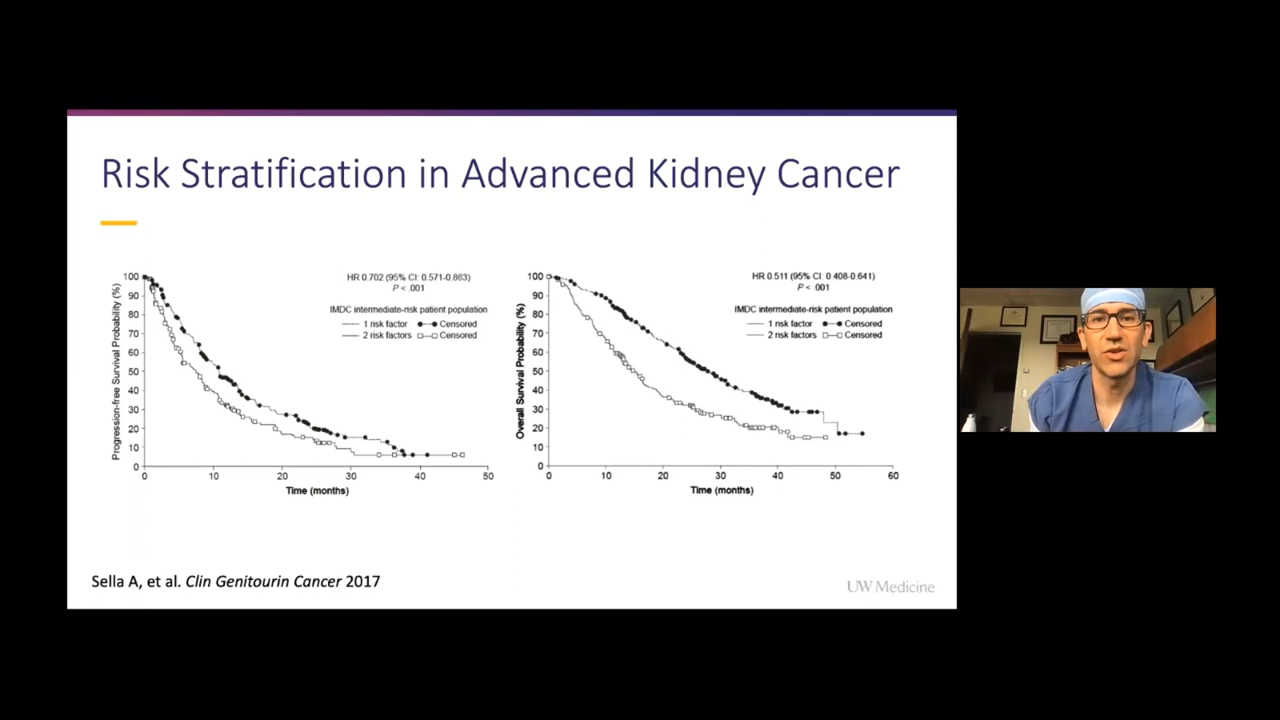 Risk Stratification in Advanced Kidney Cancer
HR 0.702 (95% CI: 0.571-0.863)
P < .001
IMDC intermediate-risk patient population
1 risk factor Censored
2 risk factors Censored
Progression-free Survival Probability (%)
100
90
80
70
60
50
40
30
20
10
0
0 10 20 30 40 50
Time (months)
HR 0.511 (95% CI: 0.408-0.641)
P < .001
IMDC intermediate-risk patient population
1 risk factor Censored
2 risk factors Censored
Overall Survival Probability (%)
100
90
80
70
60
50
40
30
20
10
0
0 10 20 30 40 50 60
Time (months)
Sella A, et al. Clin Genitourin Cancer 2017
UW Medicine